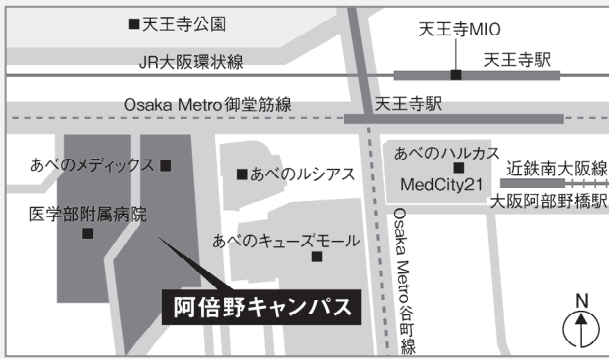 天王寺公園
天王寺MIO
JR大阪環状線
天王寺駅
Osaka Metro御堂筋線
天王寺駅
あべのメディックス
あべのルシアス
あべのハルカス
MedCity21
近鉄南大阪線
大阪阿部野橋駅
医学部附属病院
あべのキューズモール
Osaka Metro谷町線
阿倍野キャンパス
N